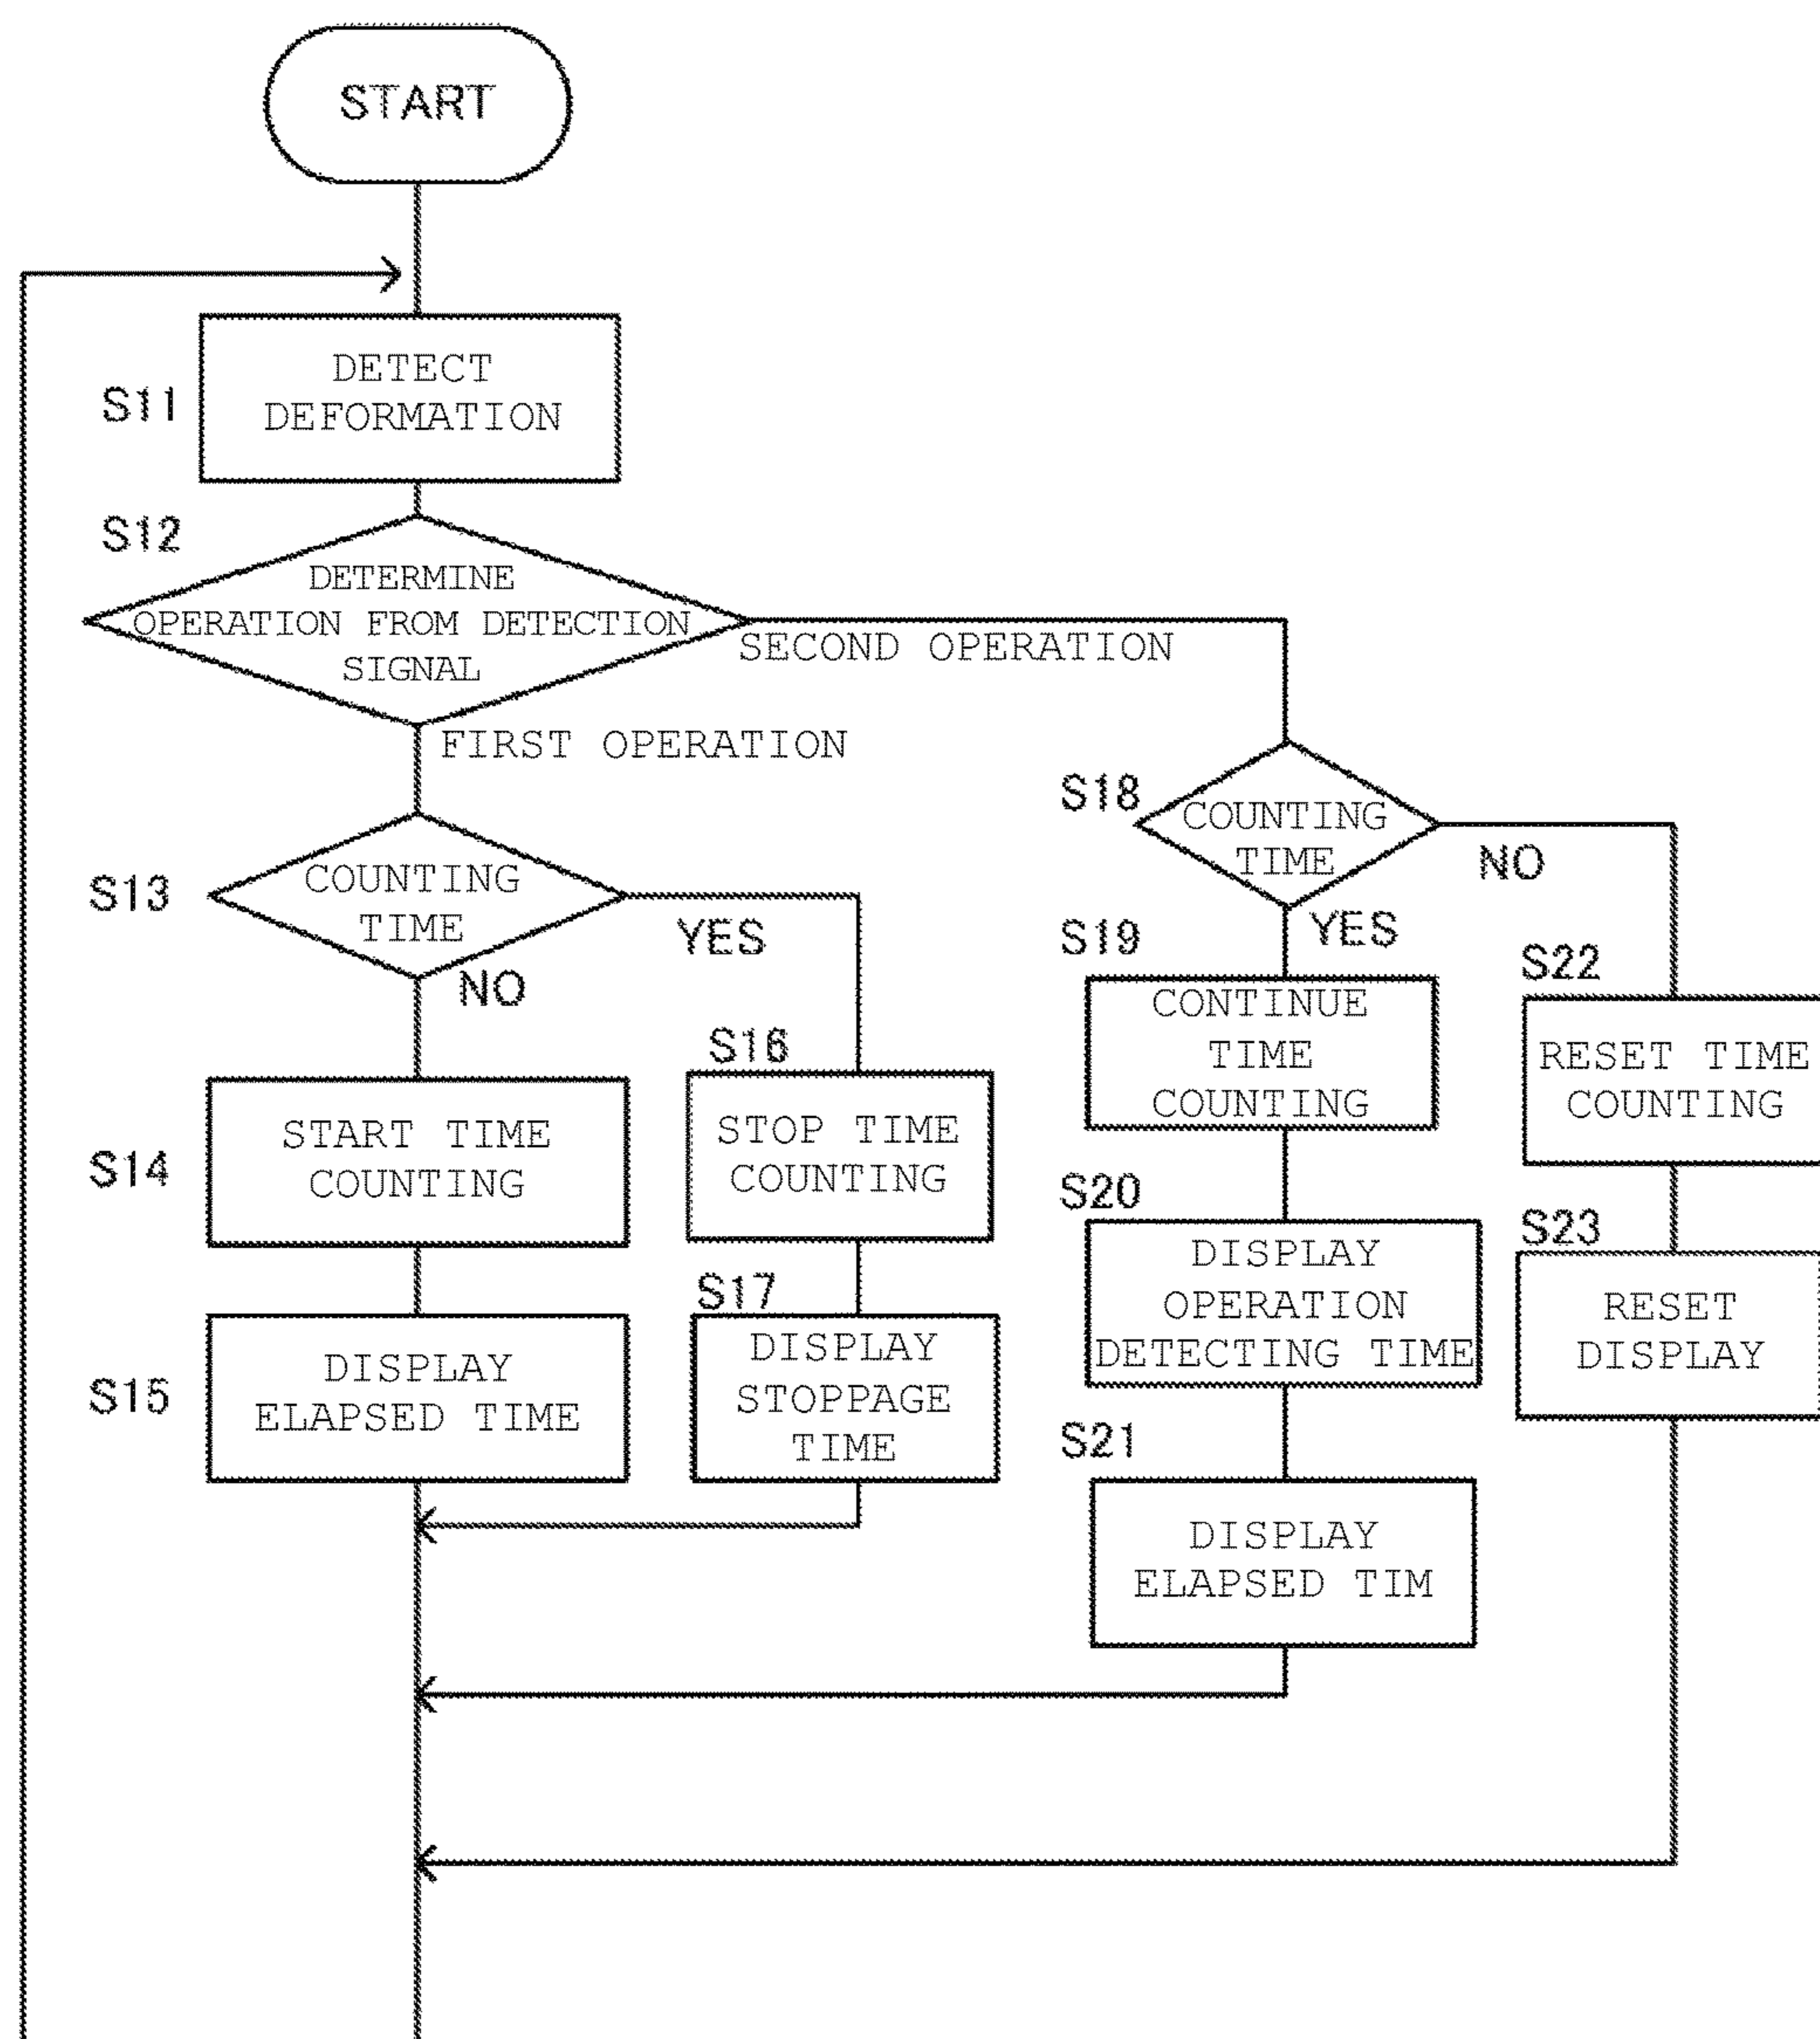 START
S11
DETECT
DEFORMATION
S12
DETERMINE
OPERATION FROM DETECTION
SIGNAL
SECOND OPERATION
FIRST OPERATION
S13
COUNTING
TIME
YES
NO
S14
START TIME
COUNTING
S15
DISPLAY
ELAPSED TIME
S16
STOP TIME
COUNTING
S17
DISPLAY
STOPPAGE
TIME
S18
COUNTING
TIME
NO
YES
S19
CONTINUE
TIME
COUNTING
S20
DISPLAY
OPERATION
DETECTING TIME
S21
DISPLAY
ELAPSED TIM
S22
RESET TIME
COUNTING
S23
RESET
DISPLAY